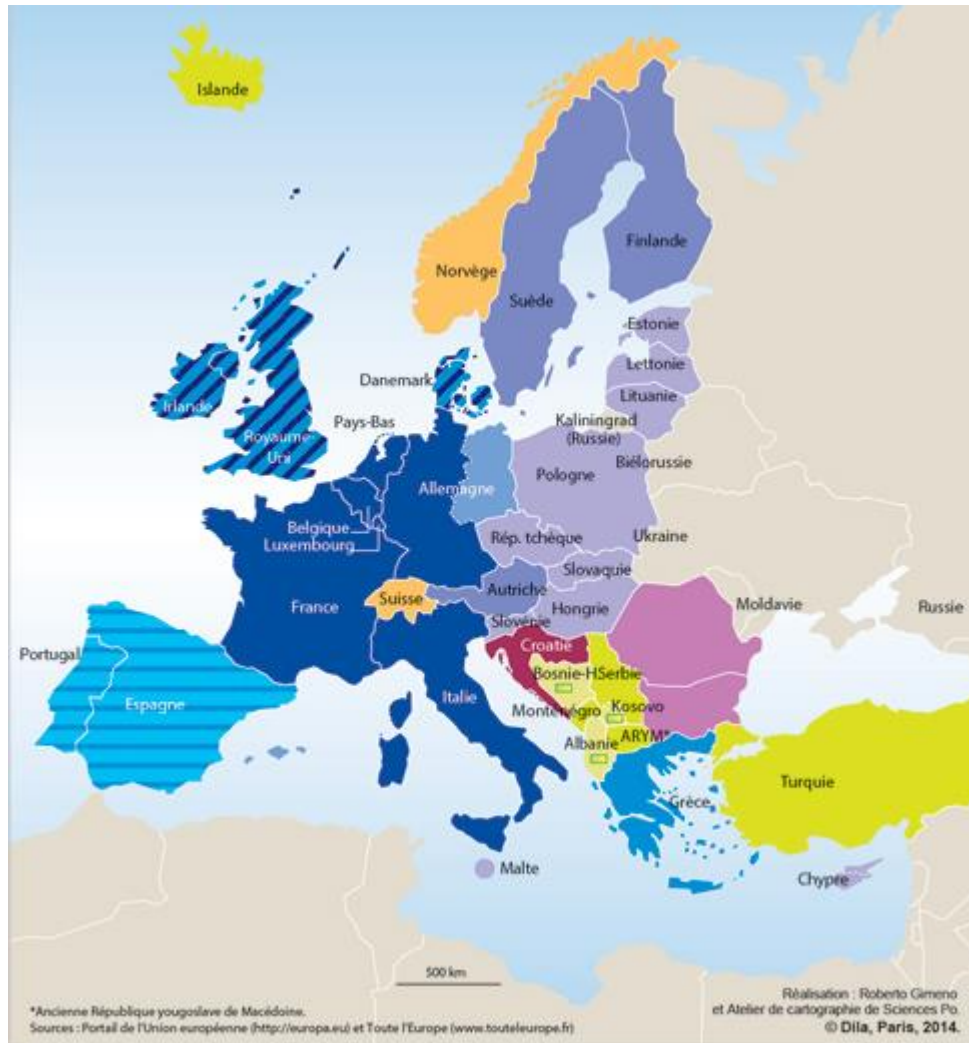 Islande
Norvège
Suède
Finlande
Estonie
Lettonie
Lituanie
Danemark
Irlande
Royaume-
Uni
Pays-Bas
Kaliningrad
(Russie)
Biélorussie
Pologne
Allemagne
Belgique
Luxembourg
Rép. tchèque
Ukraine
Slovaquie
Autriche
Suisse
France
Hongrie
Slovénie
Moldavie
Russie
Croatie
Portugal
Espagne
Italie
Bosnie-HSerbie
Monténégro
Kosovo
Albanie
ARYM*
Grèce
Turquie
Malte
Chypre
500 km
*Ancienne République yougoslave de Macédoine.
Sources : Portail de l'Union européenne (http://europa.eu) et Toute l'Europe (www.touteleurope.fr)
Réalisation : Roberto Gimeno
et Atelier de cartographie de Sciences Po.
© Dila, Paris, 2014.